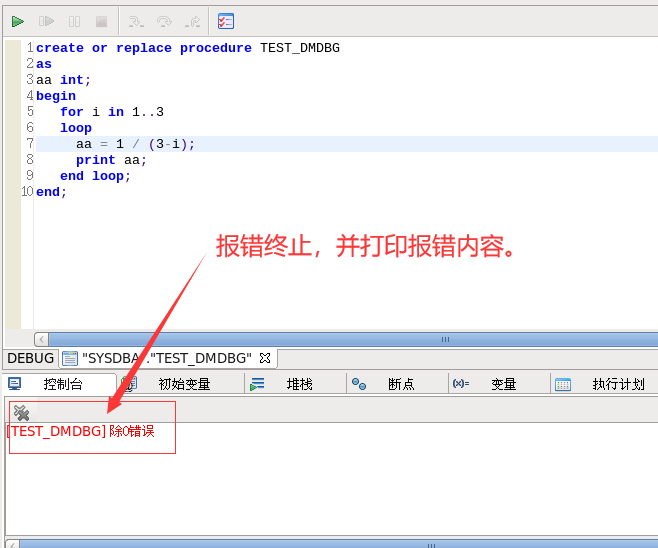 1 create or replace procedure TEST_DMDBG
2 as
3 aa int;
4 begin
5 for i in 1..3
6 loop
7 aa = 1 / (3-i);
8 print aa;
9 end loop;
10 end;
报错终止，并打印报错内容。
DEBUG "SYSDBA"."TEST_DMDBG"
控制台 初始变量 堆栈 断点 (x)= 变量 执行计划
[TEST_DMDBG] 除0错误